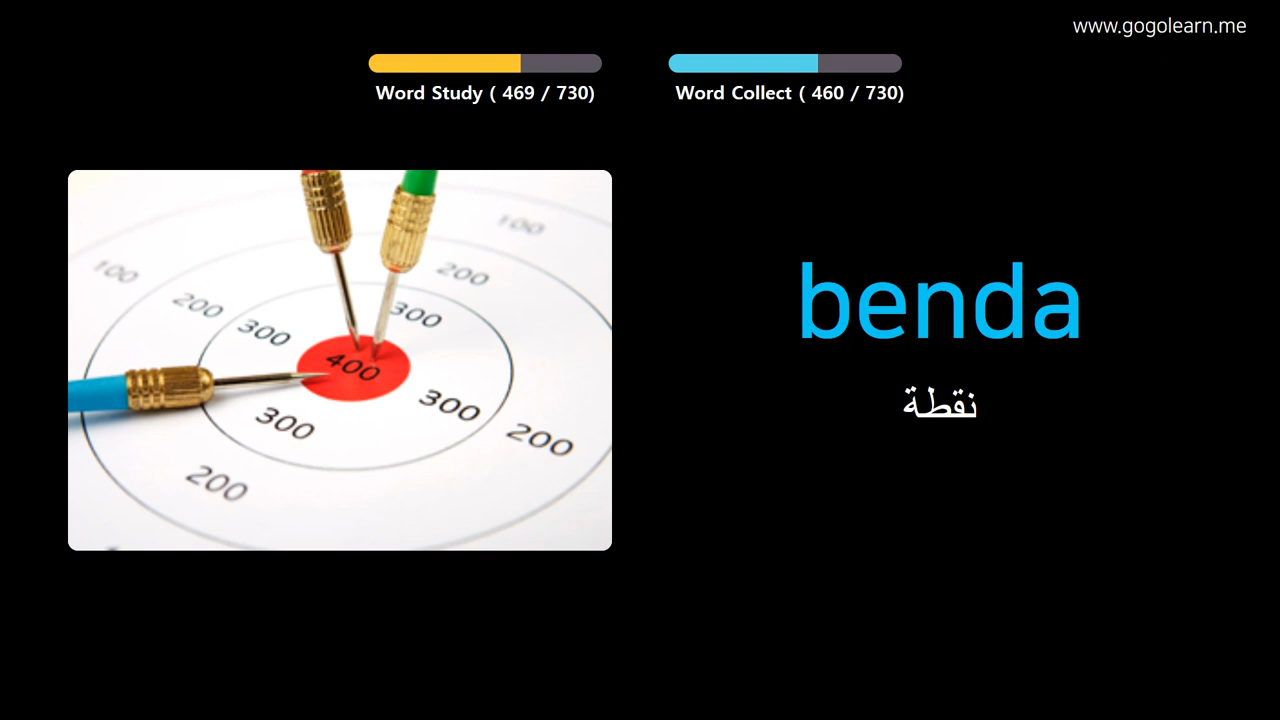 www.gogolearn.me
Word Study ( 469 / 730)
Word Collect ( 460 / 730)
100
100
200
200
300
300
400
300
300
200
200
benda
نقطة